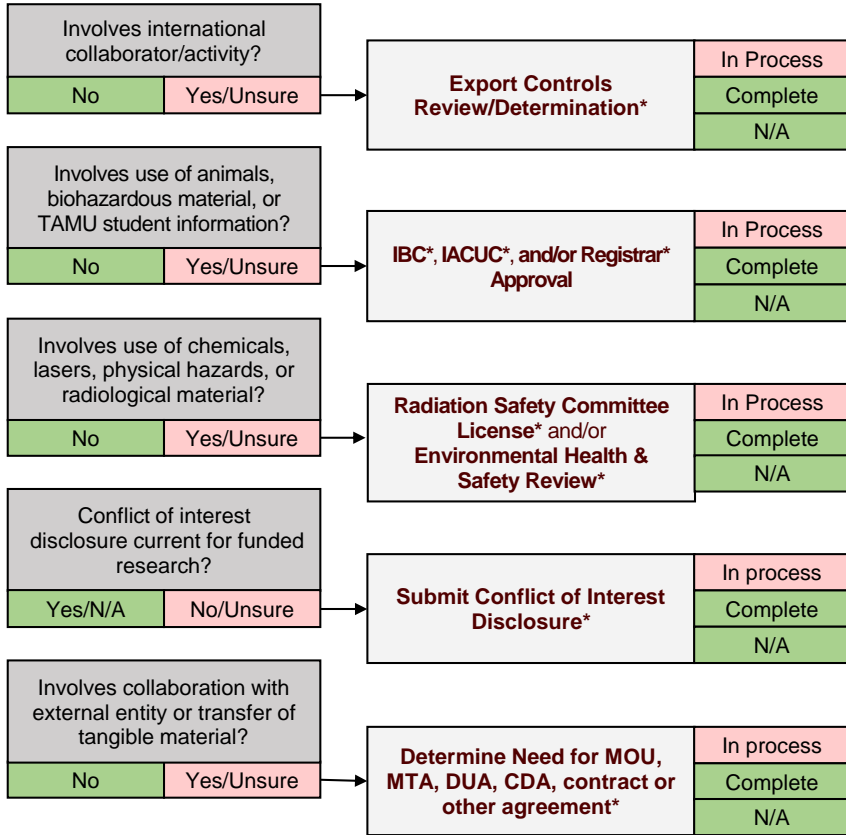 Involves international
collaborator/activity?
No
Yes/Unsure
Export Controls
Review/Determination*
In Process
Complete
N/A
Involves use of animals,
biohazardous material, or
TAMU student information?
No
Yes/Unsure
IBC*, IACUC*, and/or Registrar*
Approval
In Process
Complete
N/A
Involves use of chemicals,
lasers, physical hazards, or
radiological material?
No
Yes/Unsure
Radiation Safety Committee
License* and/or
Environmental Health &
Safety Review*
In Process
Complete
N/A
Conflict of interest
disclosure current for funded
research?
Yes/N/A
No/Unsure
Submit Conflict of Interest
Disclosure*
In process
Complete
N/A
Involves collaboration with
external entity or transfer of
tangible material?
No
Yes/Unsure
Determine Need for MOU,
MTA, DUA, CDA, contract or
other agreement*
In process
Complete
N/A